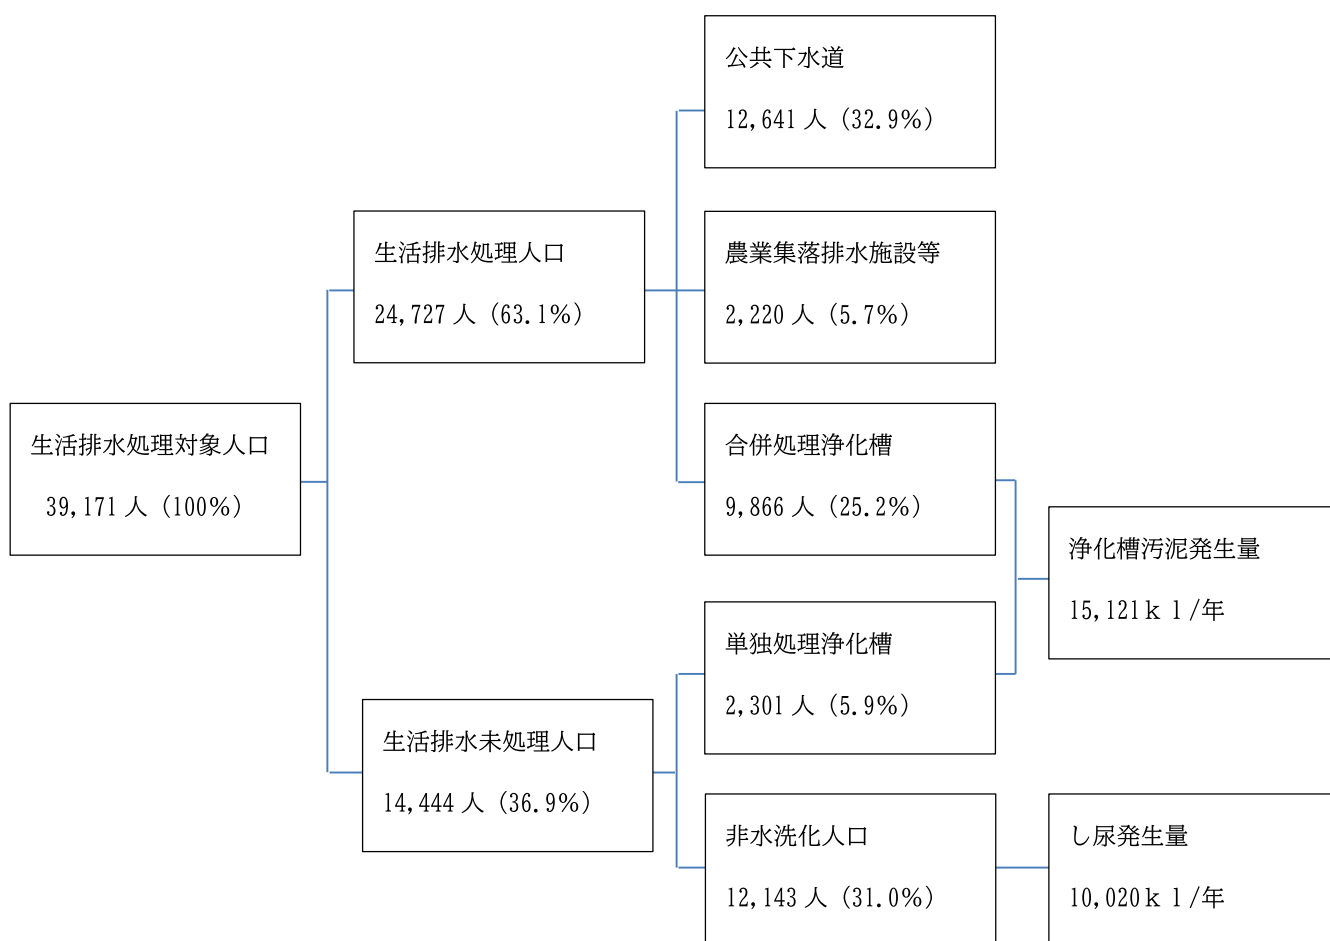 公共下水道
12,641 人（32.9％）
生活排水処理人口
24,727 人（63.1％）
農業集落排水施設等
2,220 人（5.7％）
生活排水処理対象人口
39,171 人（100％）
合併処理浄化槽
9,866 人（25.2％）
浄化槽汚泥発生量
15,121ｋｌ/年
単独処理浄化槽
2,301 人（5.9％）
生活排水未処理人口
14,444 人（36.9％）
非水洗化人口
12,143 人（31.0％）
し尿発生量
10,020ｋｌ/年